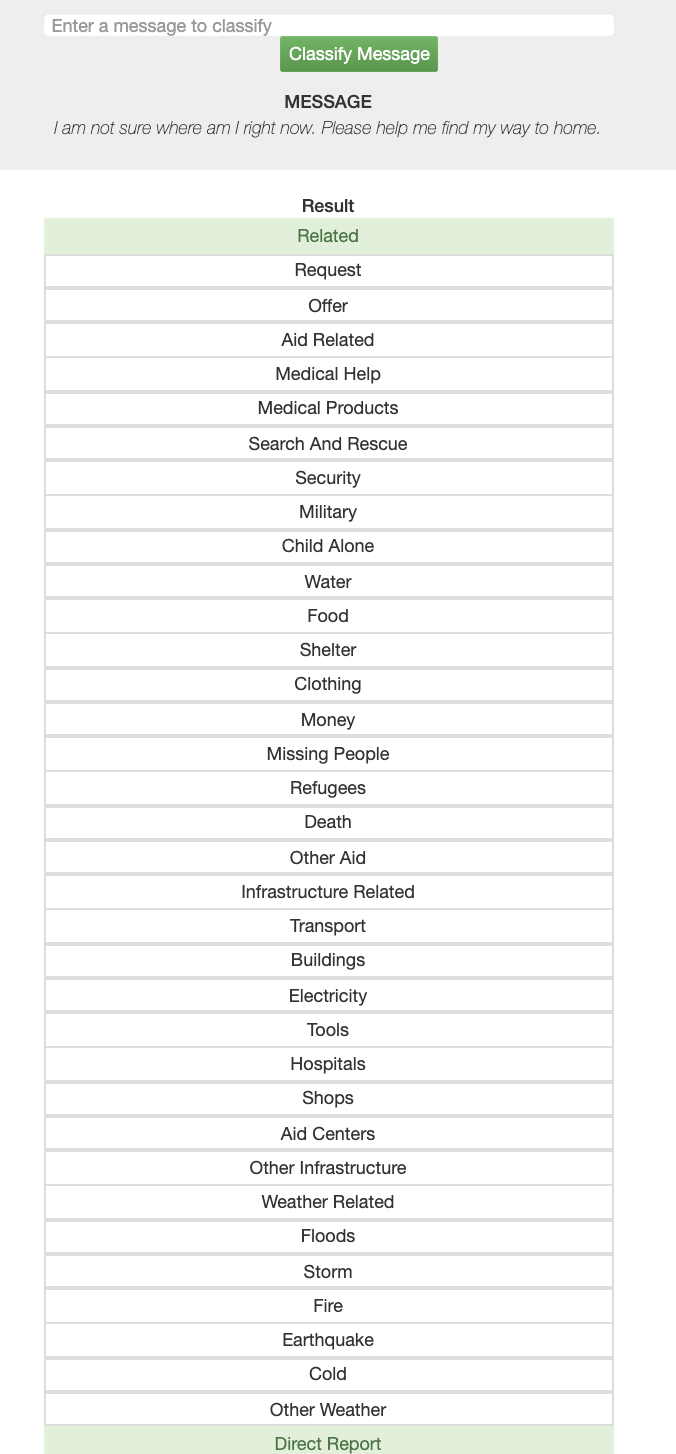 Enter a message to classify
Classify Message
MESSAGE
I am not sure where am I right now. Please help me find my way to home.
Result
Related
Request
Offer
Aid Related
Medical Help
Medical Products
Search And Rescue
Security
Military
Child Alone
Water
Food
Shelter
Clothing
Money
Missing People
Refugees
Death
Other Aid
Infrastructure Related
Transport
Buildings
Electricity
Tools
Hospitals
Shops
Aid Centers
Other Infrastructure
Weather Related
Floods
Storm
Fire
Earthquake
Cold
Other Weather
Direct Report